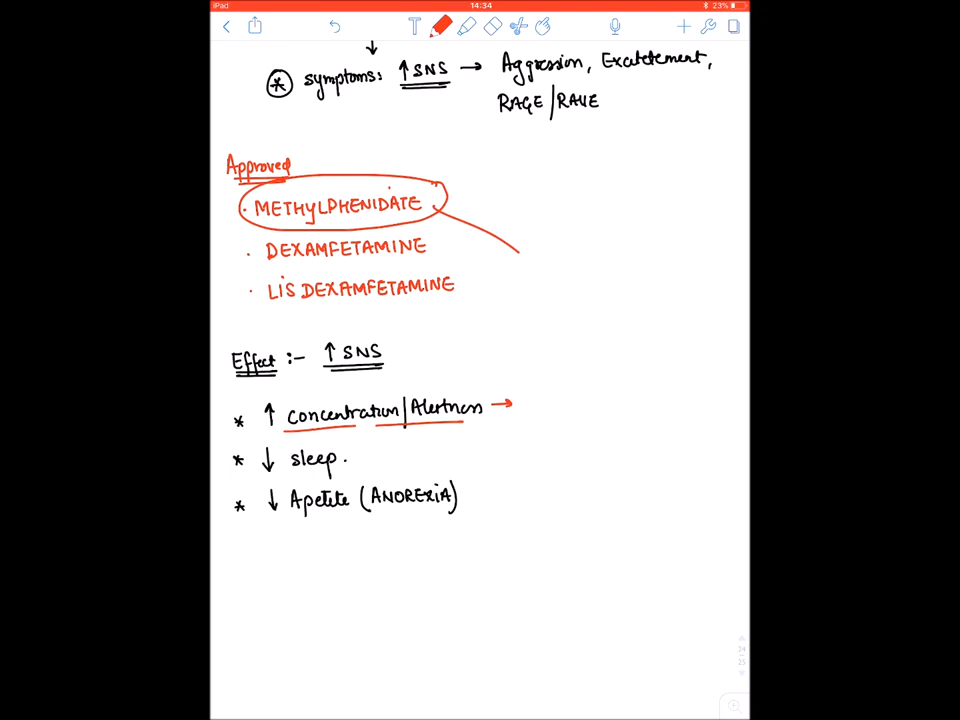 iPad 14:34 23%
T
↓
* symptoms: ↑ SNS → Aggression, Excitetement,
RAGE/RAVE
Approved
· METHYLPHENIDATE
· DEXAMFETAMINE
· LISDEXAMFETAMINE
Effect :- ↑ SNS
* ↑ concentration/Alertness →
* ↓ sleep.
* ↓ Apetite (ANOREXIA)